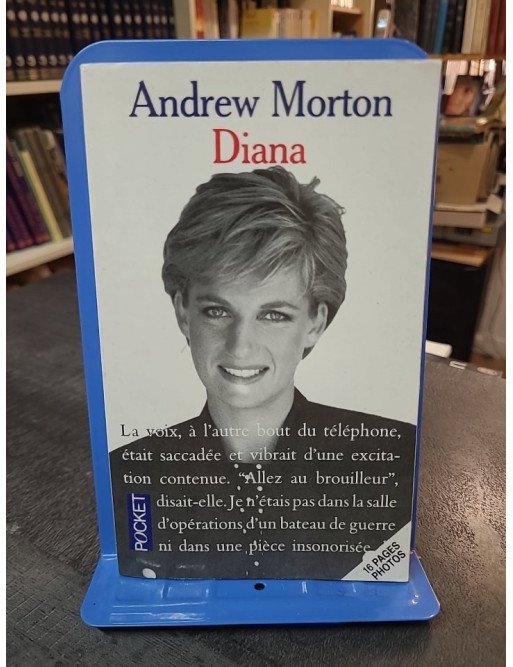 Andrew Morton
Diana
La voix, à l'autre bout du téléphone,
était saccadée et vibrait d'une excita-
tion contenue. "Allez au brouilleur",
disait-elle. Je n'étais pas dans la salle
d'opérations d'un bateau de guerre
ni dans une pièce insonorisée
POCKET
16 PAGES
PHOTOS